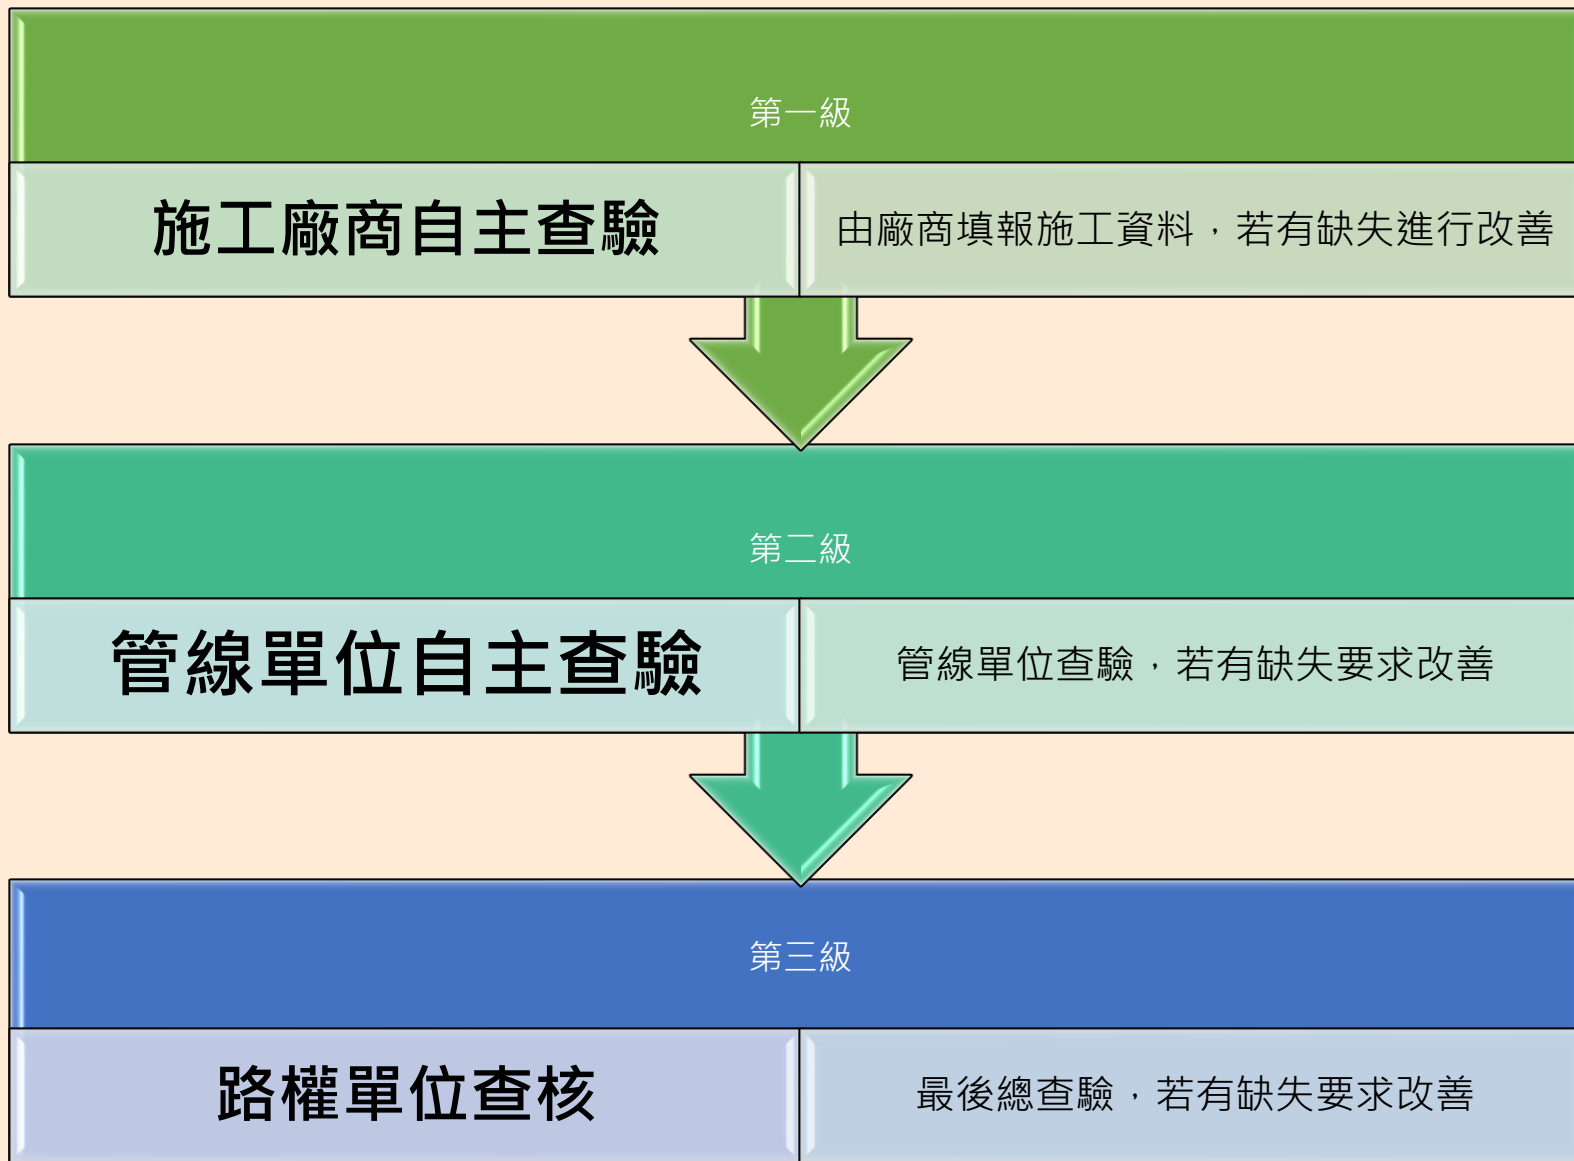 第一級
施工廠商自主查驗
由廠商填報施工資料，若有缺失進行改善
第二級
管線單位自主查驗
管線單位查驗，若有缺失要求改善
第三級
路權單位查核
最後總查驗，若有缺失要求改善